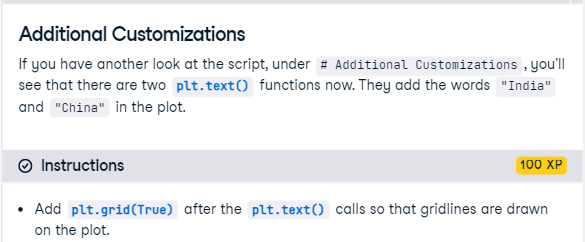 Additional Customizations
If you have another look at the script, under # Additional Customizations , you'll
see that there are two plt.text() functions now. They add the words "India"
and "China" in the plot.
Instructions 100 XP
• Add plt.grid(True) after the plt.text() calls so that gridlines are drawn
on the plot.